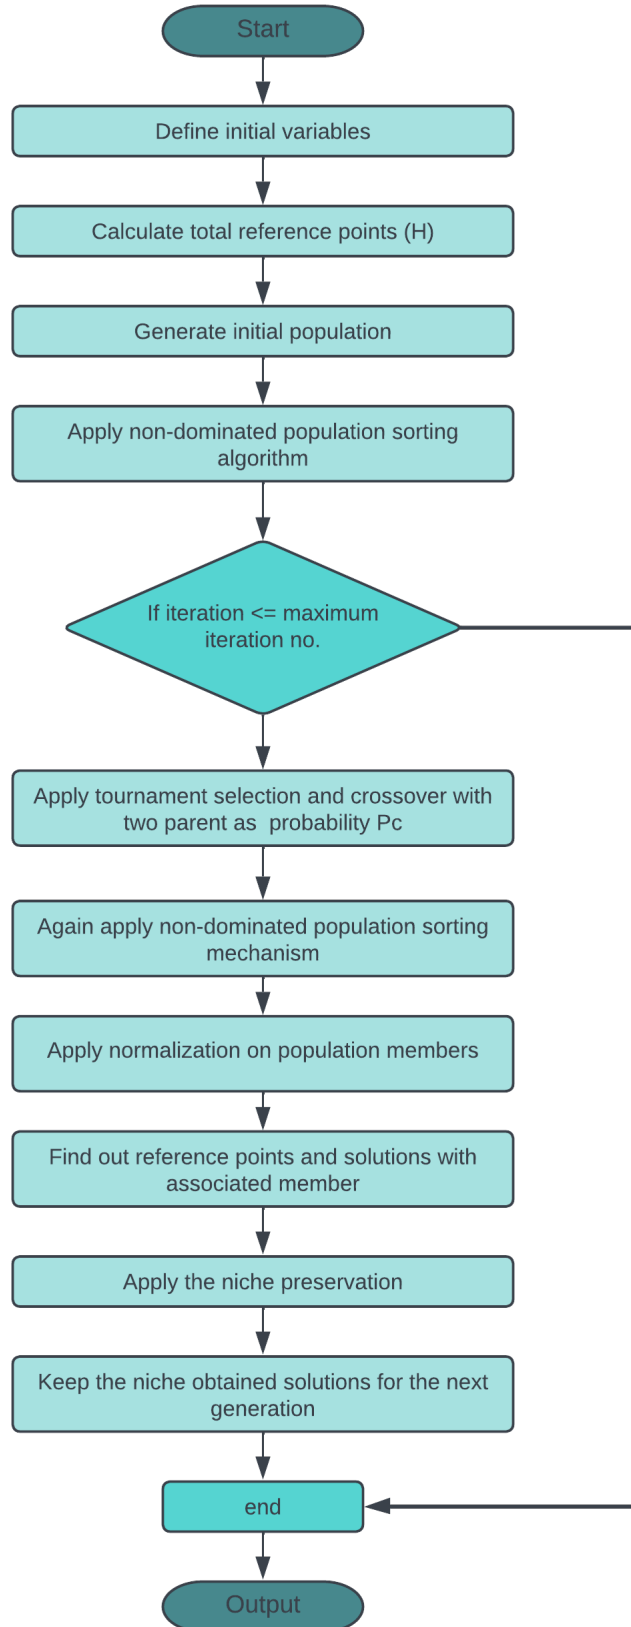 Start
Define initial variables
Calculate total reference points (H)
Generate initial population
Apply non-dominated population sorting
algorithm
If iteration <= maximum
iteration no.
Apply tournament selection and crossover with
two parent as  probability Pc
Again apply non-dominated population sorting
mechanism
Apply normalization on population members
Find out reference points and solutions with
associated member
Apply the niche preservation
Keep the niche obtained solutions for the next
generation
end
Output